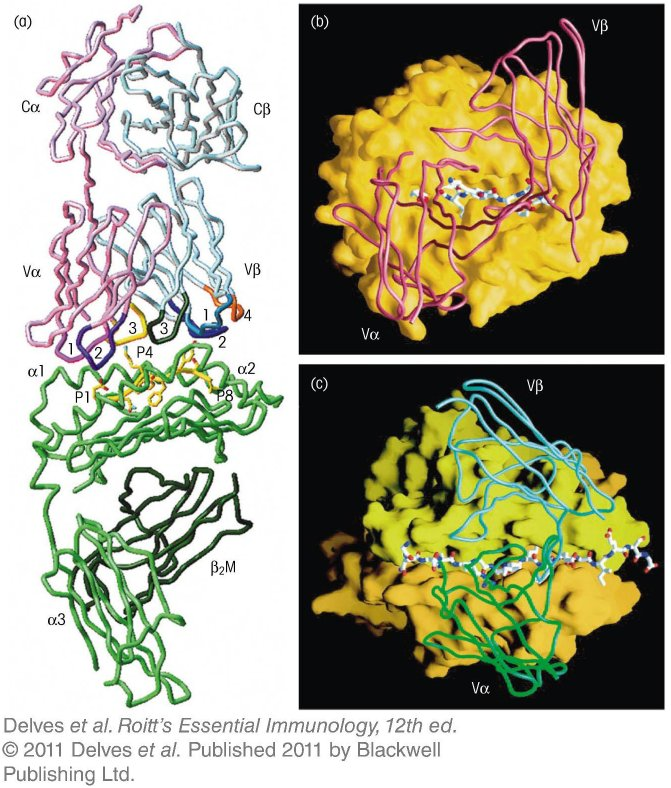 (a)
Cα
Cβ
Vα
Vβ
1
2
3
3
1
2
4
α1
P4
α2
P1
P8
β₂M
α3
(b)
Vβ
Vα
(c)
Vβ
Vα
Delves et al. Roitt's Essential Immunology, 12th ed.
© 2011 Delves et al. Published 2011 by Blackwell
Publishing Ltd.